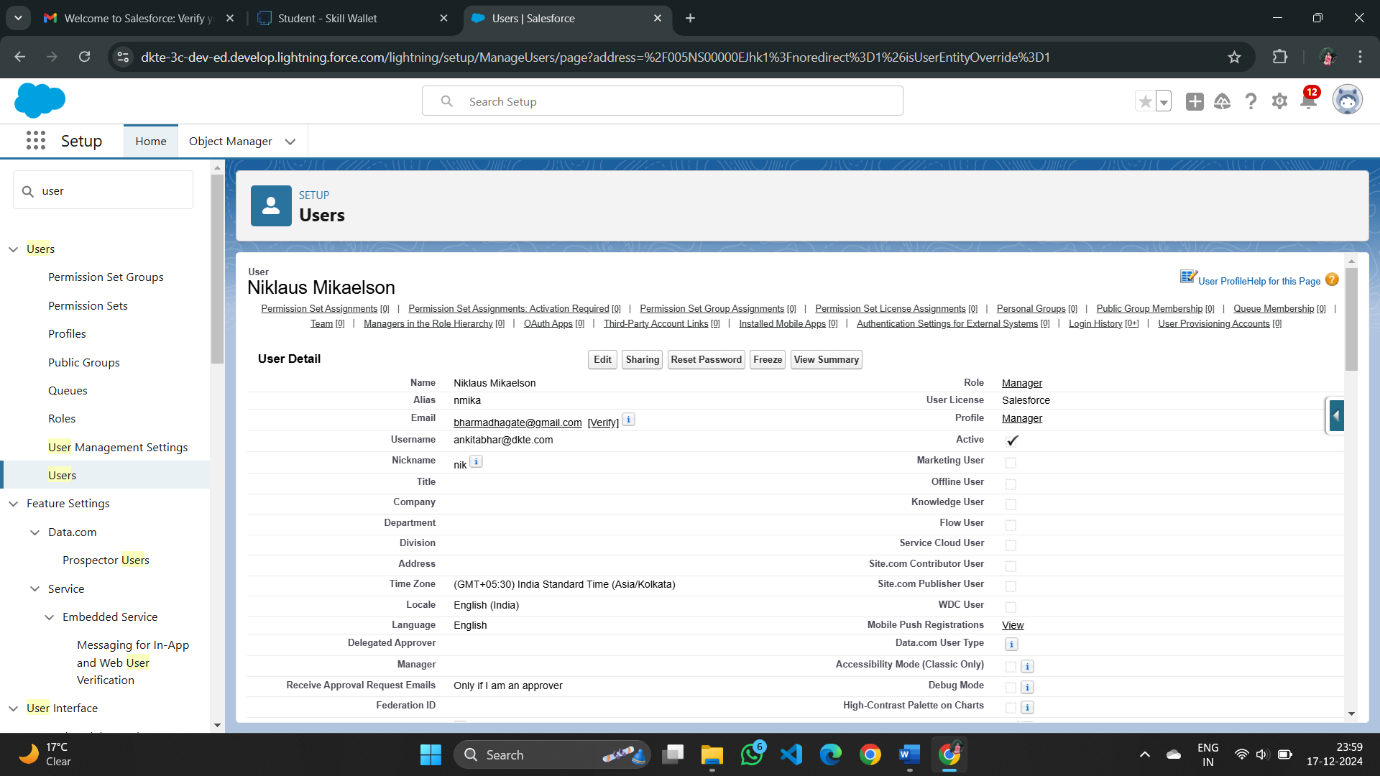 Welcome to Salesforce: Verify y
Student - Skill Wallet
Users | Salesforce
dkte-3c-dev-ed.develop.lightning.force.com/lightning/setup/ManageUsers/page?address=%2F005NS00000EJhk1%3Fnoredirect%3D1%26isUserEntityOverride%3D1
Search Setup
12
Setup
Home
Object Manager
user
Users
Permission Set Groups
Permission Sets
Profiles
Public Groups
Queues
Roles
User Management Settings
Users
Feature Settings
Data.com
Prospector Users
Service
Embedded Service
Messaging for In-App
and Web User
Verification
User Interface
SETUP
Users
User
Niklaus Mikaelson
User Profile Help for this Page
Permission Set Assignments [0] | Permission Set Assignments: Activation Required [0] | Permission Set Group Assignments [0] | Permission Set License Assignments [0] | Personal Groups [0] | Public Group Membership [0] | Queue Membership [0] |
Team [0] | Managers in the Role Hierarchy [0] | OAuth Apps [0] | Third-Party Account Links [0] | Installed Mobile Apps [0] | Authentication Settings for External Systems [0] | Login History [0+] | User Provisioning Accounts [0]
User Detail Edit Sharing Reset Password Freeze View Summary
Name Niklaus Mikaelson Role Manager
Alias nmika User License Salesforce
Email bharmadhagate@gmail.com [Verify] i Profile Manager
Username ankitabhar@dkte.com Active
Nickname nik i Marketing User
Title Offline User
Company Knowledge User
Department Flow User
Division Service Cloud User
Address Site.com Contributor User
Time Zone (GMT+05:30) India Standard Time (Asia/Kolkata) Site.com Publisher User
Locale English (India) WDC User
Language English Mobile Push Registrations View
Delegated Approver Data.com User Type i
Manager Accessibility Mode (Classic Only) i
Receive Approval Request Emails Only if I am an approver Debug Mode i
Federation ID High-Contrast Palette on Charts i
17°C
Clear
Search
6
ENG
IN
23:59
17-12-2024